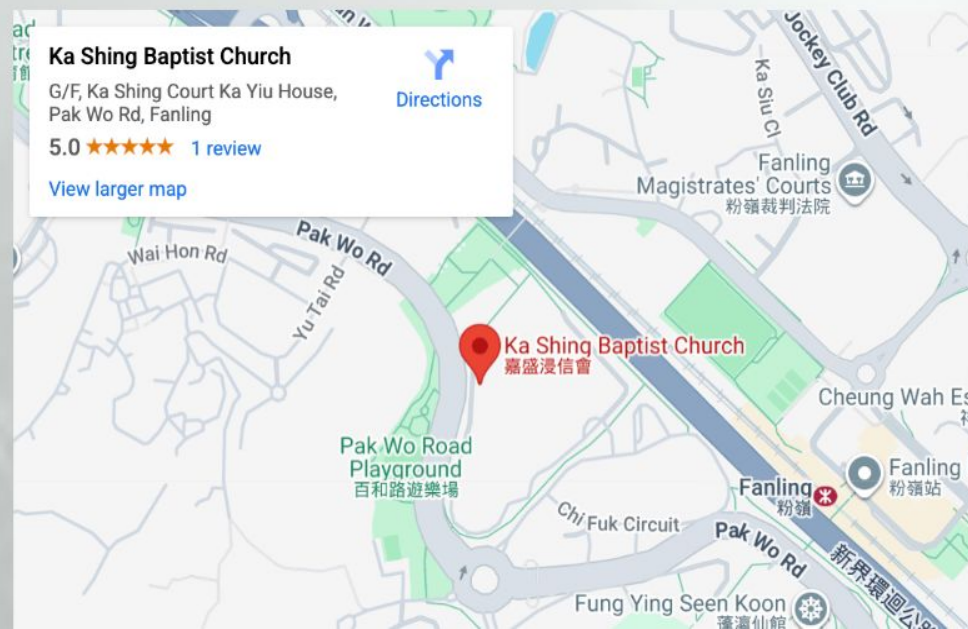 Ka Shing Baptist Church
G/F, Ka Shing Court Ka Yiu House,
Pak Wo Rd, Fanling
5.0 ★★★★★ 1 review
View larger map
Directions
Jockey Club Rd
Ka Siu Cl
Fanling
Magistrates' Courts
粉嶺裁判法院
Pak Wo Rd
Wai Hon Rd
Yu Tai Rd
Ka Shing Baptist Church
嘉盛浸信會
Cheung Wah Es
Pak Wo Road
Playground
百和路遊樂場
Fanling
粉嶺
Fanling
粉嶺站
Chi Fuk Circuit
Pak Wo Rd
新界環迴公路
Fung Ying Seen Koon
蓬瀛仙館